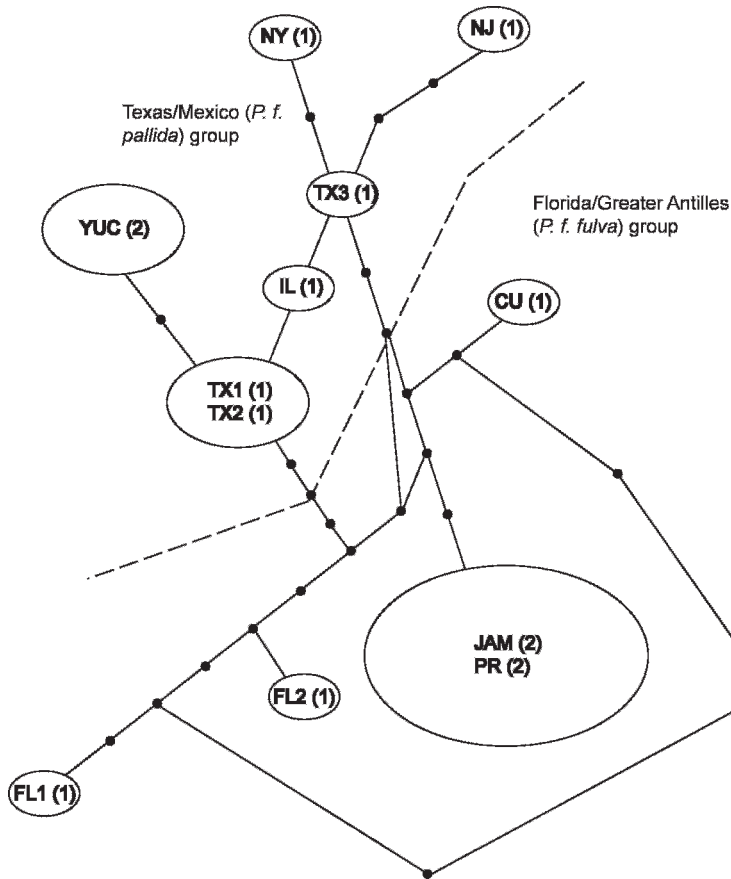 NY (1)
NJ (1)
Texas/Mexico (P. f.
pallida) group
TX3 (1)
Florida/Greater Antilles
(P. f. fulva) group
YUC (2)
IL (1)
CU (1)
TX1 (1)
TX2 (1)
JAM (2)
PR (2)
FL2 (1)
FL1 (1)